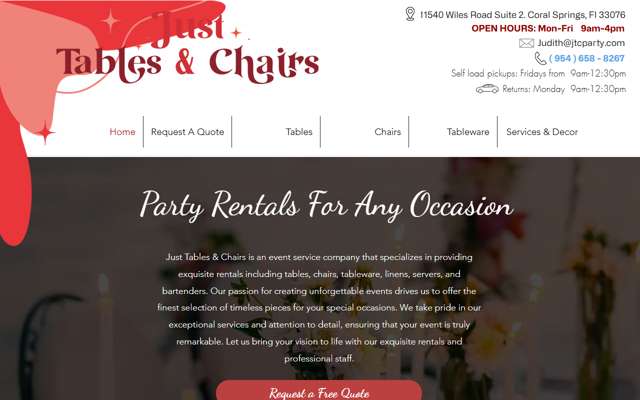 Just
Tables & Chairs
11540 Wiles Road Suite 2. Coral Springs, Fl 33076
OPEN HOURS: Mon-Fri 9am-4pm
Judith@jtcparty.com
( 954 ) 658 - 8267
Self load pickups: Fridays from 9am-12:30pm
Returns: Monday 9am-12:30pm
Home
Request A Quote
Tables
Chairs
Tableware
Services & Decor
Party Rentals For Any Occasion
Just Tables & Chairs is an event service company that specializes in providing
exquisite rentals including tables, chairs, tableware, linens, servers, and
bartenders. Our passion for creating unforgettable events drives us to offer the
finest selection of timeless pieces for your special occasions. We take pride in our
exceptional services and attention to detail, ensuring that your event is truly
remarkable. Let us bring your vision to life with our exquisite rentals and
professional staff.
Request a Free Quote